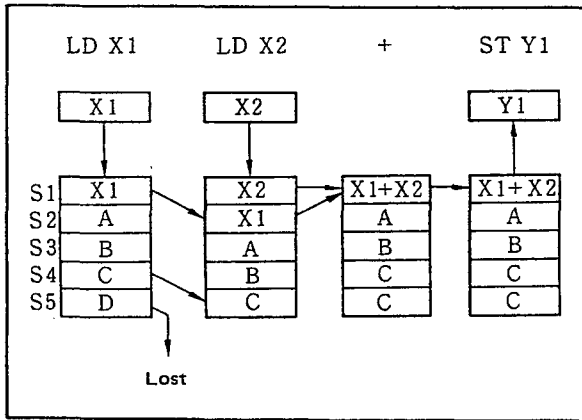 LD X1 LD X2 + ST Y1
X1 X2 Y1
S1 X1 X2 X1+X2 X1+X2
S2 A X1 A A
S3 B A B B
S4 C B C C
S5 D C C C
Lost